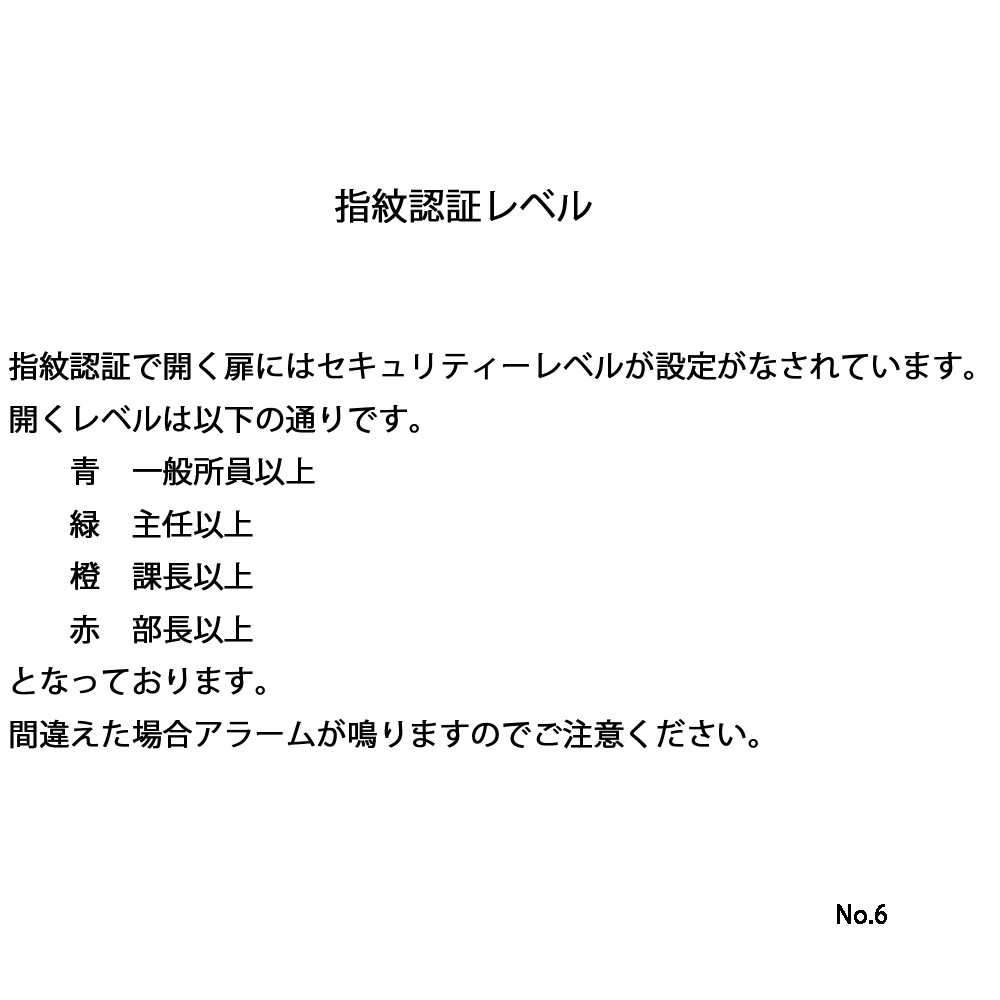 指紋認証レベル
指紋認証で開く扉にはセキュリティーレベルが設定がなされています。
開くレベルは以下の通りです。
青　一般所員以上
緑　主任以上
橙　課長以上
赤　部長以上
となっております。
間違えた場合アラームが鳴りますのでご注意ください。
No.6